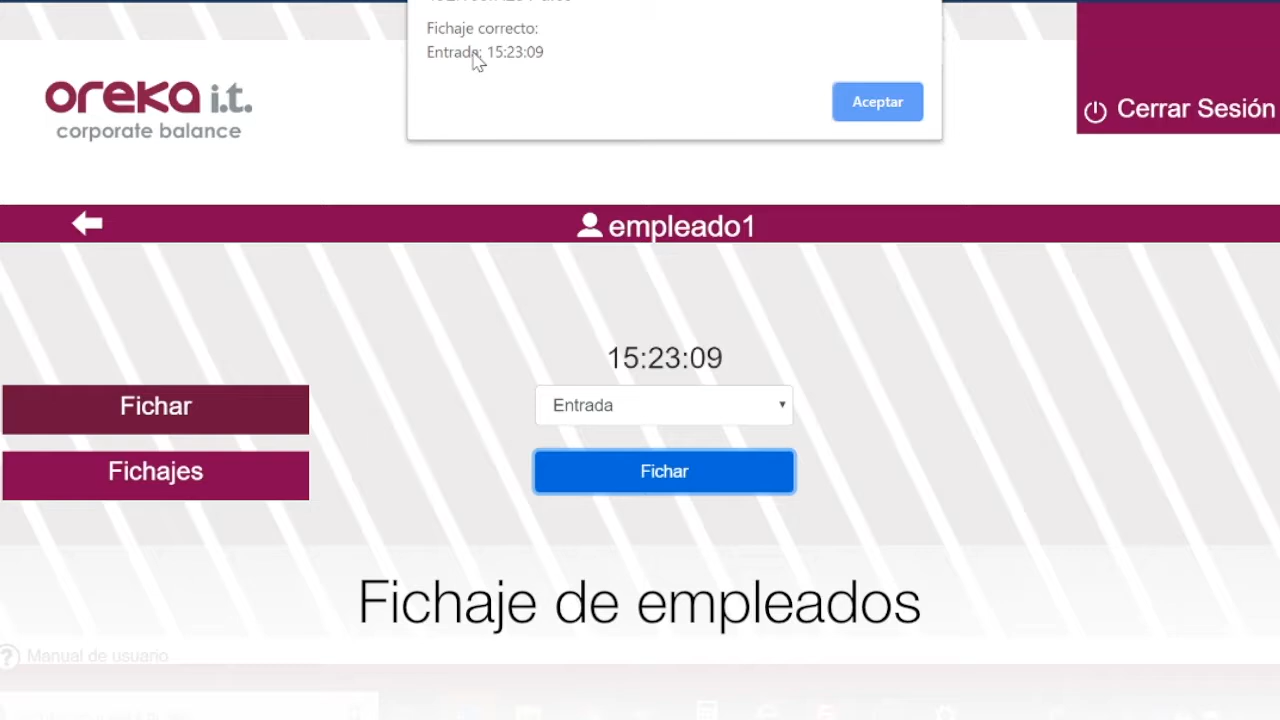 Fichaje correcto:
Entrada: 15:23:09
Aceptar
oreka i.t.
corporate balance
Cerrar Sesión
empleado1
15:23:09
Fichar
Entrada
Fichajes
Fichar
Fichaje de empleados
Manual de usuario